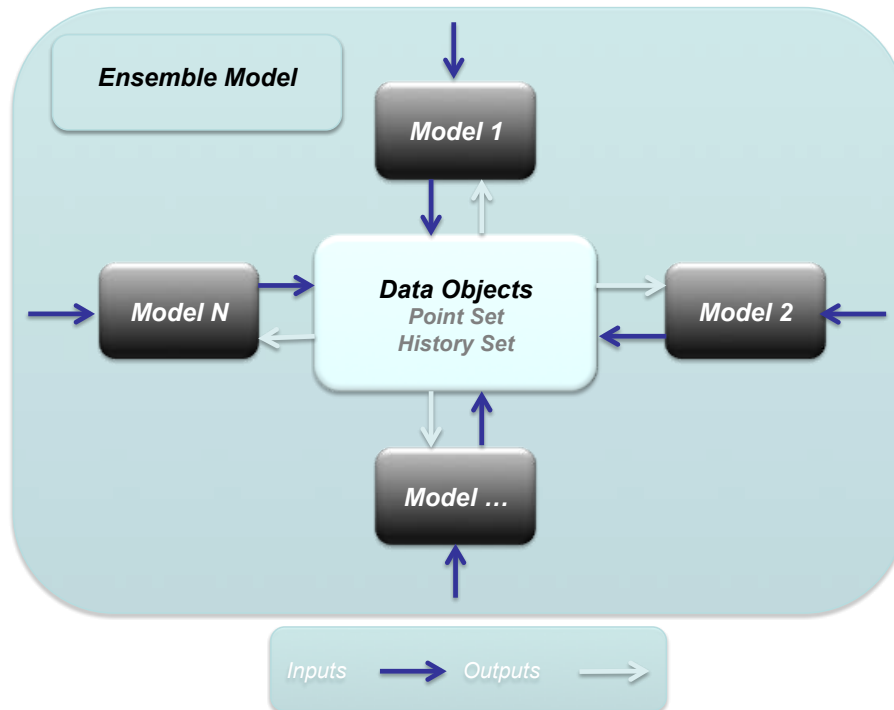 Ensemble Model
Model 1
Data Objects
Point Set
History Set
Model N
Model 2
Model …
Inputs
Outputs